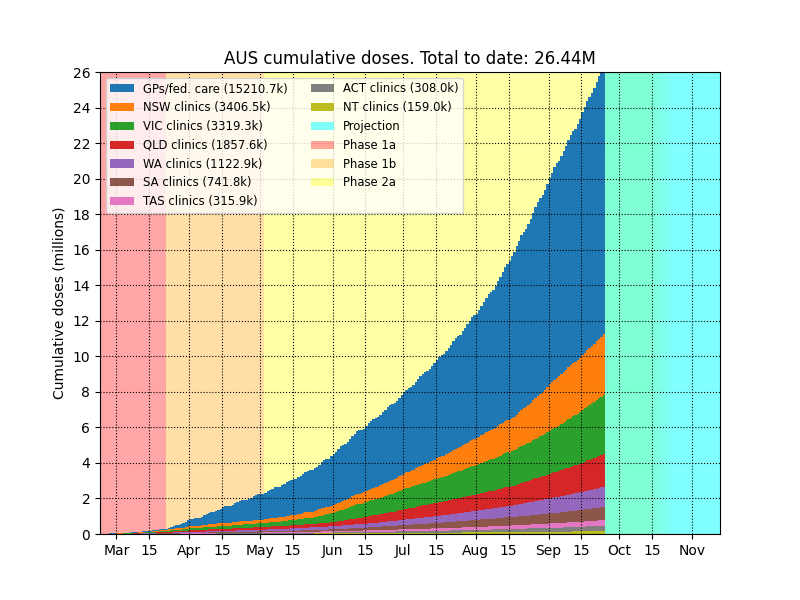 AUS cumulative doses. Total to date: 26.44M
Cumulative doses (millions)
26
24
22
20
18
16
14
12
10
8
6
4
2
0
GPs/fed. care (15210.7k)
NSW clinics (3406.5k)
VIC clinics (3319.3k)
QLD clinics (1857.6k)
WA clinics (1122.9k)
SA clinics (741.8k)
TAS clinics (315.9k)
ACT clinics (308.0k)
NT clinics (159.0k)
Projection
Phase 1a
Phase 1b
Phase 2a
Mar 15 Apr 15 May 15 Jun 15 Jul 15 Aug 15 Sep 15 Oct 15 Nov